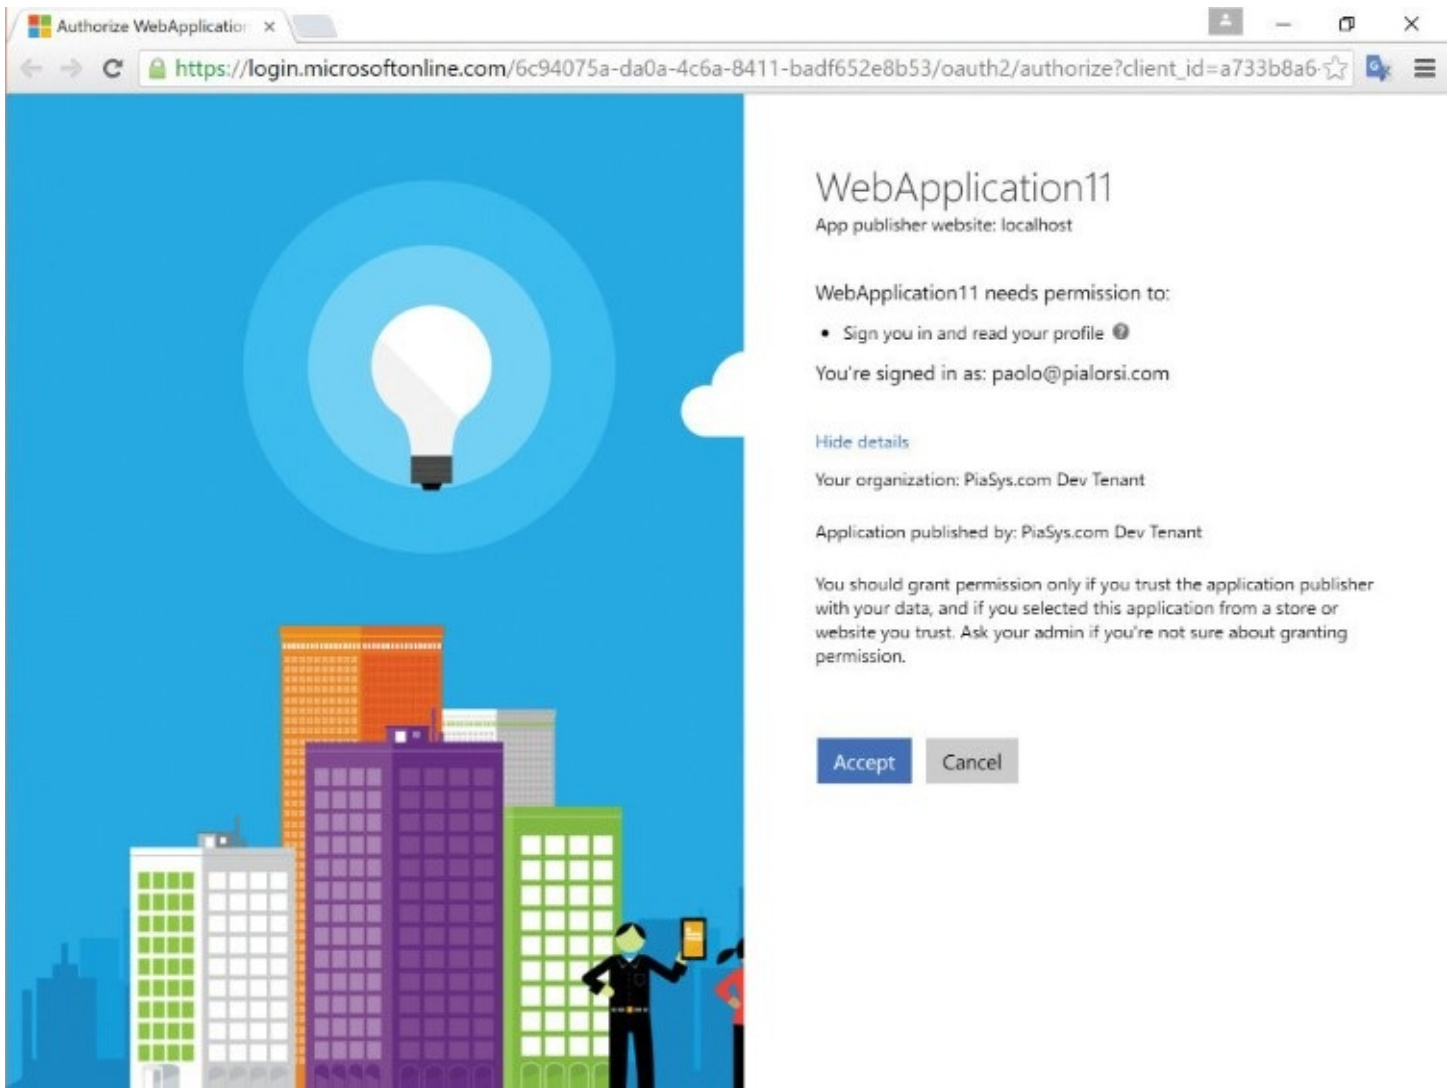 Authorize WebApplication
https://login.microsoftonline.com/6c94075a-da0a-4c6a-8411-badf652e8b53/oauth2/authorize?client_id=a733b8a6-
WebApplication11
App publisher website: localhost
WebApplication11 needs permission to:
• Sign you in and read your profile ?
You're signed in as: paolo@pialorsi.com
Hide details
Your organization: PiaSys.com Dev Tenant
Application published by: PiaSys.com Dev Tenant
You should grant permission only if you trust the application publisher
with your data, and if you selected this application from a store or
website you trust. Ask your admin if you're not sure about granting
permission.
Accept Cancel